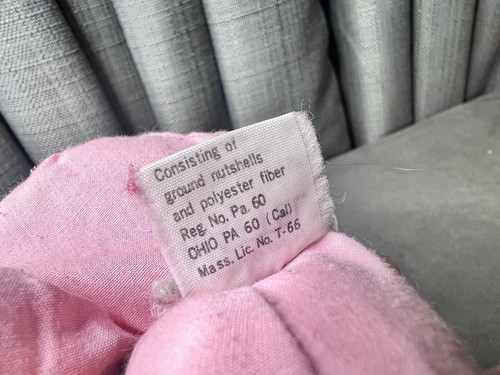 Consisting of
ground nutshells
and polyester fiber
Reg. No. Pa. 60
OHIO PA 60 (Cal)
Mass. Lic. No. T-66